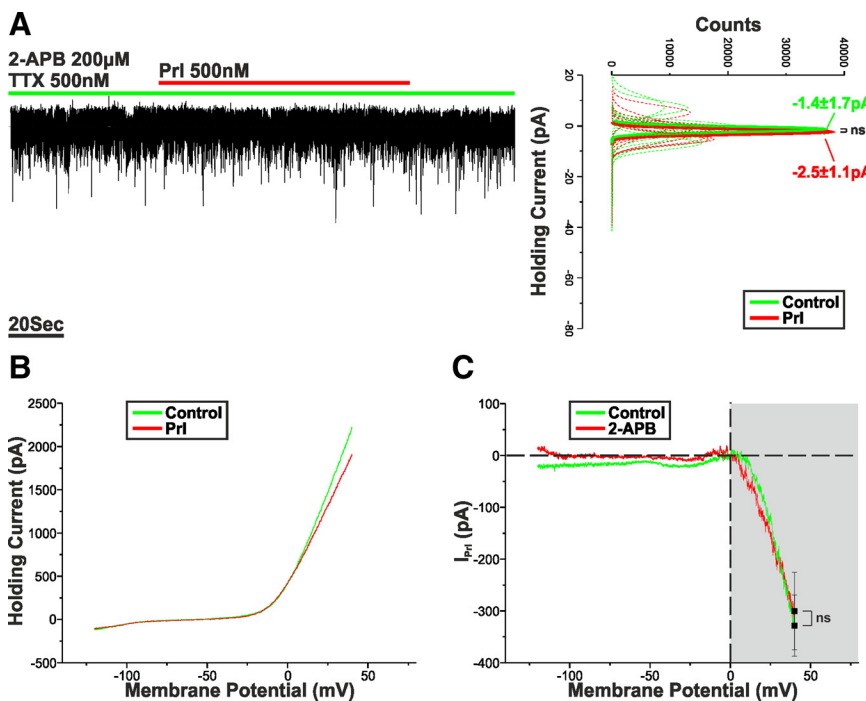 A
2-APB 200µM
TTX 500nM
Prl 500nM
20Sec
Counts
0
10000
20000
30000
40000
20
0
-20
-40
-60
-80
Holding Current (pA)
-1.4±1.7pA
ns
-2.5±1.1pA
Control
Prl
B
2500
2000
1500
1000
500
0
-500
Holding Current (pA)
Control
Prl
-100
-50
0
50
Membrane Potential (mV)
C
100
0
-100
-200
-300
-400
IPrl (pA)
Control
2-APB
ns
-100
-50
0
50
Membrane Potential (mV)